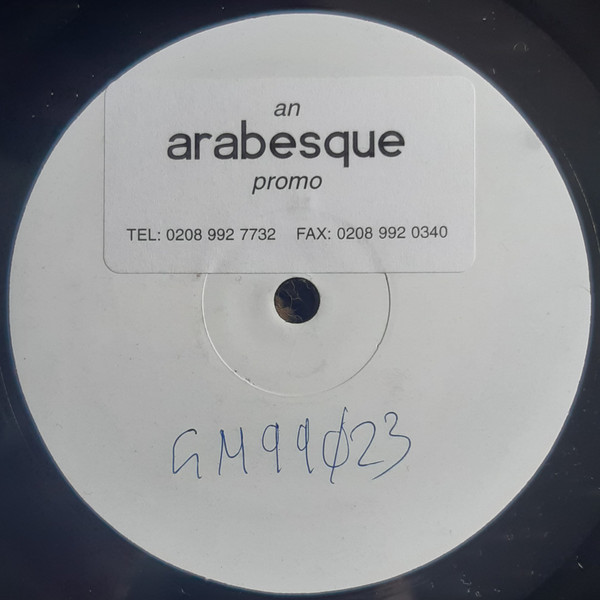 an
arabesque
promo
TEL: 0208 992 7732 FAX: 0208 992 0340
GM99Ø23